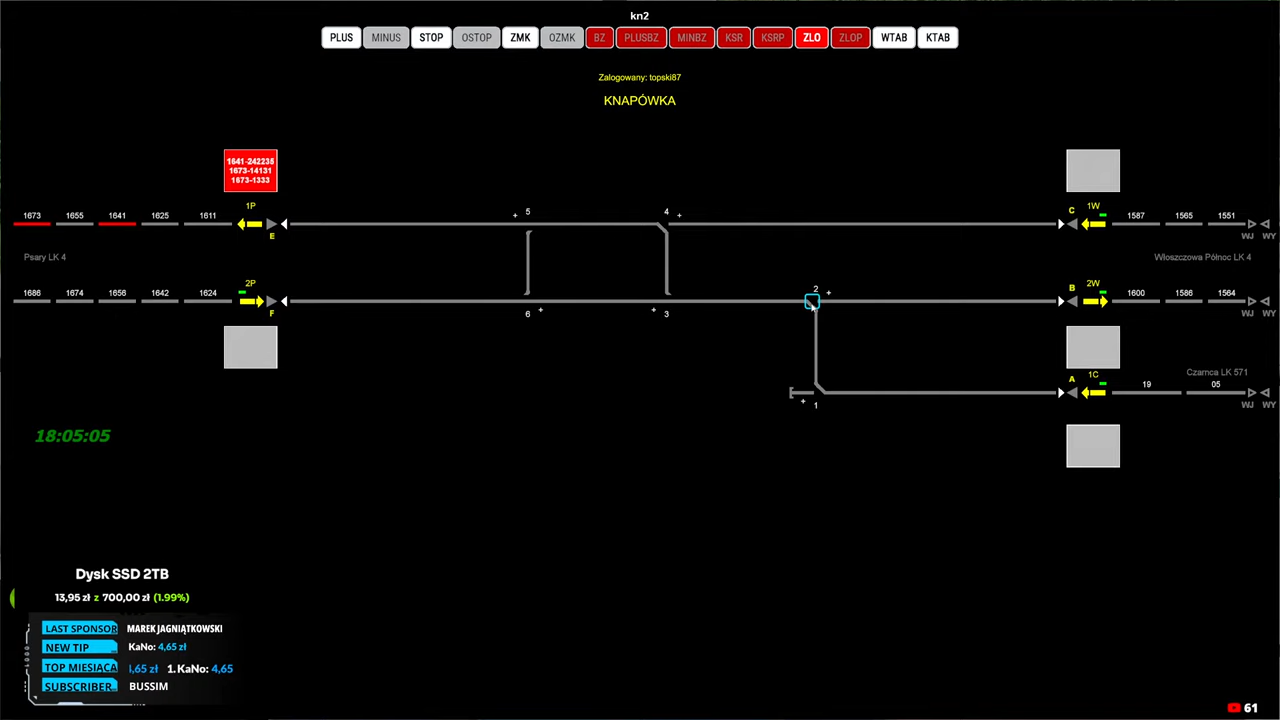 kn2
PLUS MINUS STOP OSTOP ZMK OZMK BZ PLUSBZ MINBZ KSR KSRP ZLO ZLOP WTAB KTAB
Zalogowany: topski87
KNAPÓWKA
1641-242235
1673-14131
1673-1333
1673 1655 1641 1625 1611 1P E + 5 4 + C 1W 1587 1565 1551 WJ WY
Psary LK 4 Włoszczowa Północ LK 4
1686 1674 1656 1642 1624 2P F 6 + + 3 2 + B 2W 1600 1586 1564 WJ WY
Czarnca LK 571
+ 1 A 1C 19 05 WJ WY
18:05:05
Dysk SSD 2TB
13,95 zł z 700,00 zł (1.99%)
LAST SPONSOR MAREK JAGNIĄTKOWSKI
NEW TIP KaNo: 4,65 zł
TOP MIESIĄCA 4,65 zł 1. KaNo: 4,65
SUBSCRIBER BUSSIM
61